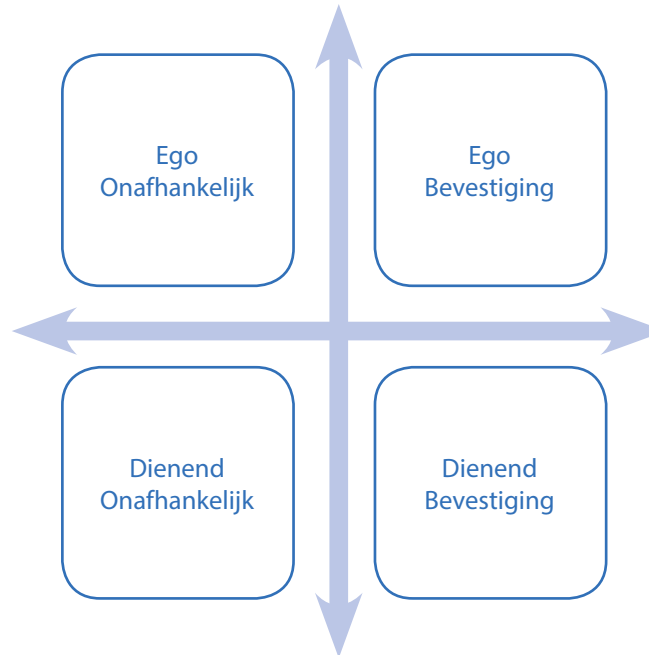 Ego
Onafhankelijk
Ego
Bevestiging
Dienend
Onafhankelijk
Dienend
Bevestiging